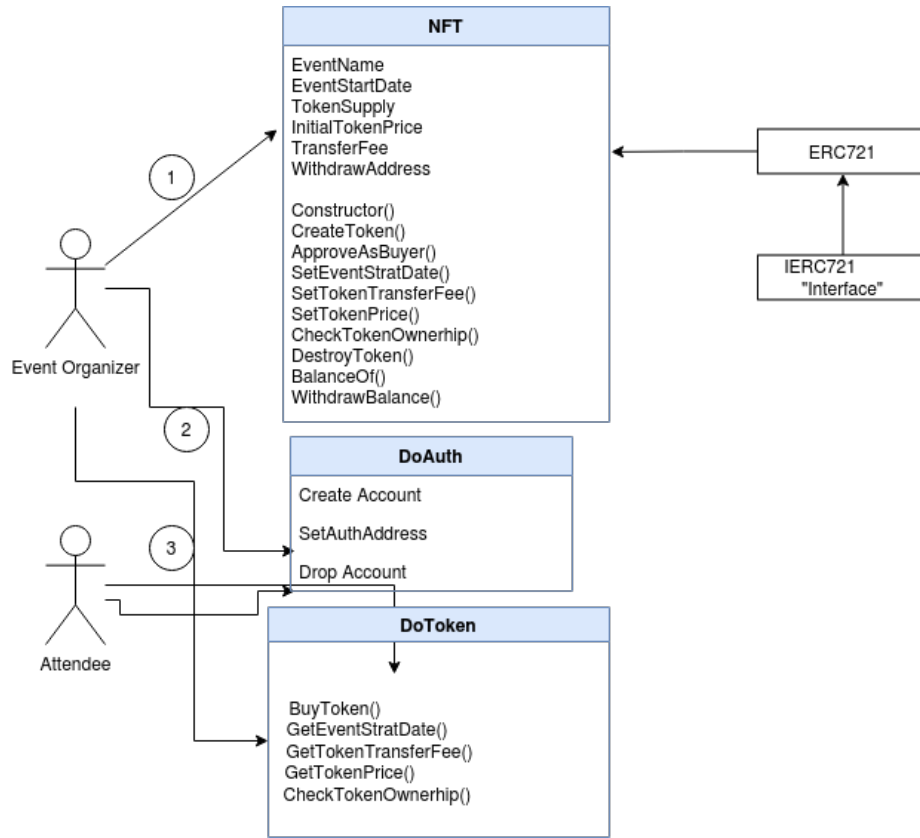 NFT
EventName
EventStartDate
TokenSupply
InitialTokenPrice
TransferFee
WithdrawAddress
Constructor()
CreateToken()
ApproveAsBuyer()
SetEventStratDate()
SetTokenTransferFee()
SetTokenPrice()
CheckTokenOwnerhip()
DestroyToken()
BalanceOf()
WithdrawBalance()
ERC721
IERC721
"Interface"
1
Event Organizer
2
DoAuth
Create Account
SetAuthAddress
Drop Account
3
Attendee
DoToken
BuyToken()
GetEventStratDate()
GetTokenTransferFee()
GetTokenPrice()
CheckTokenOwnerhip()